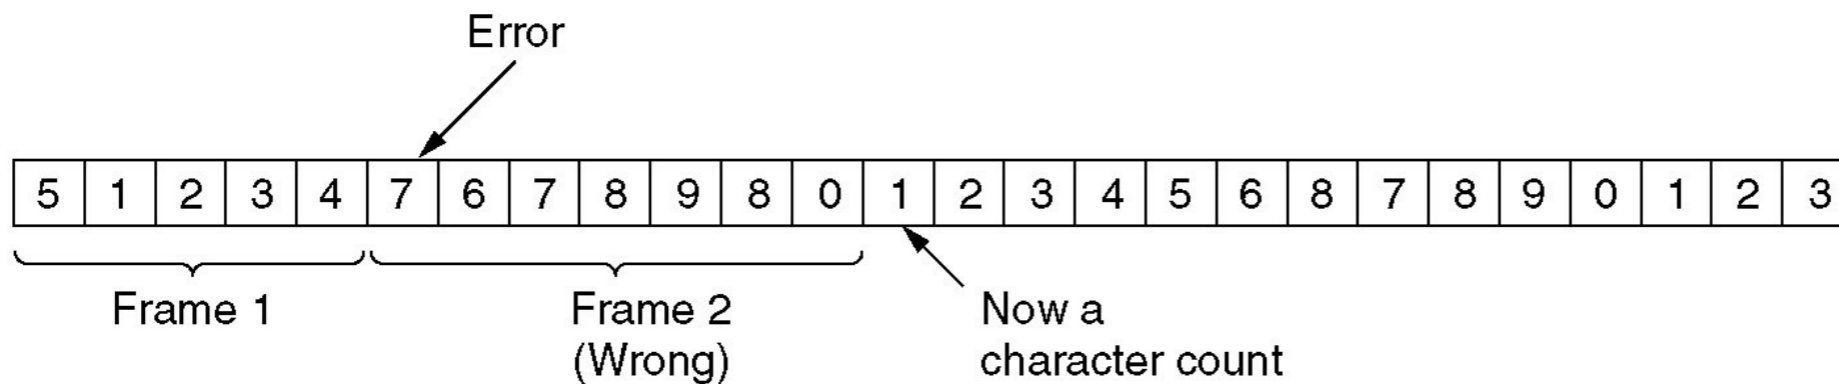 Error
5 1 2 3 4 7 6 7 8 9 8 0 1 2 3 4 5 6 8 7 8 9 0 1 2 3
Frame 1
Frame 2
(Wrong)
Now a
character count